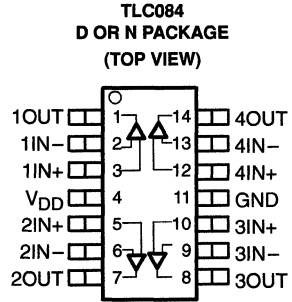 TLC084
D OR N PACKAGE
(TOP VIEW)
1OUT 1 14 4OUT
1IN− 2 13 4IN−
1IN+ 3 12 4IN+
VDD 4 11 GND
2IN+ 5 10 3IN+
2IN− 6 9 3IN−
2OUT 7 8 3OUT